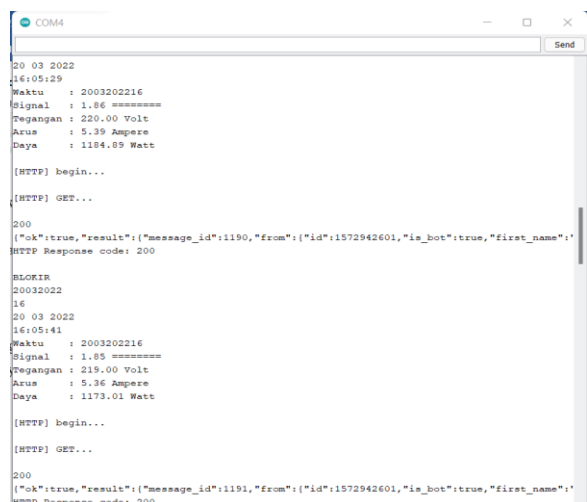 COM4
Send
20 03 2022
16:05:29
Waktu : 2003202216
Signal : 1.86 ========
Tegangan : 220.00 Volt
Arus : 5.39 Ampere
Daya : 1184.89 Watt
[HTTP] begin...
[HTTP] GET...
200
{"ok":true,"result":{"message_id":1190,"from":{"id":1572942601,"is_bot":true,"first_name":"
HTTP Response code: 200
BLOKIR
20032022
16
20 03 2022
16:05:41
Waktu : 2003202216
Signal : 1.85 ========
Tegangan : 219.00 Volt
Arus : 5.36 Ampere
Daya : 1173.01 Watt
[HTTP] begin...
[HTTP] GET...
200
{"ok":true,"result":{"message_id":1191,"from":{"id":1572942601,"is_bot":true,"first_name":"
HTTP Response code: 200